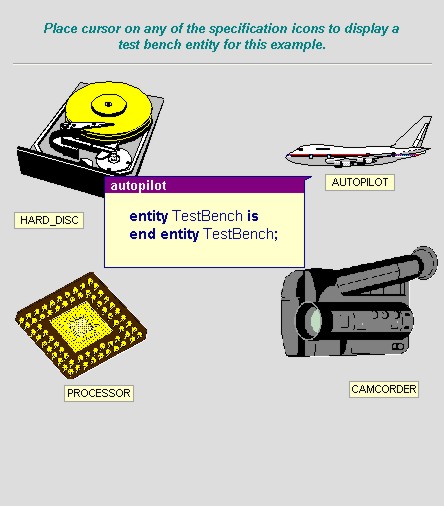 Place cursor on any of the specification icons to display a
test bench entity for this example.
AUTOPILOT
autopilot
HARD_DISC
entity TestBench is
end entity TestBench;
PROCESSOR
CAMCORDER